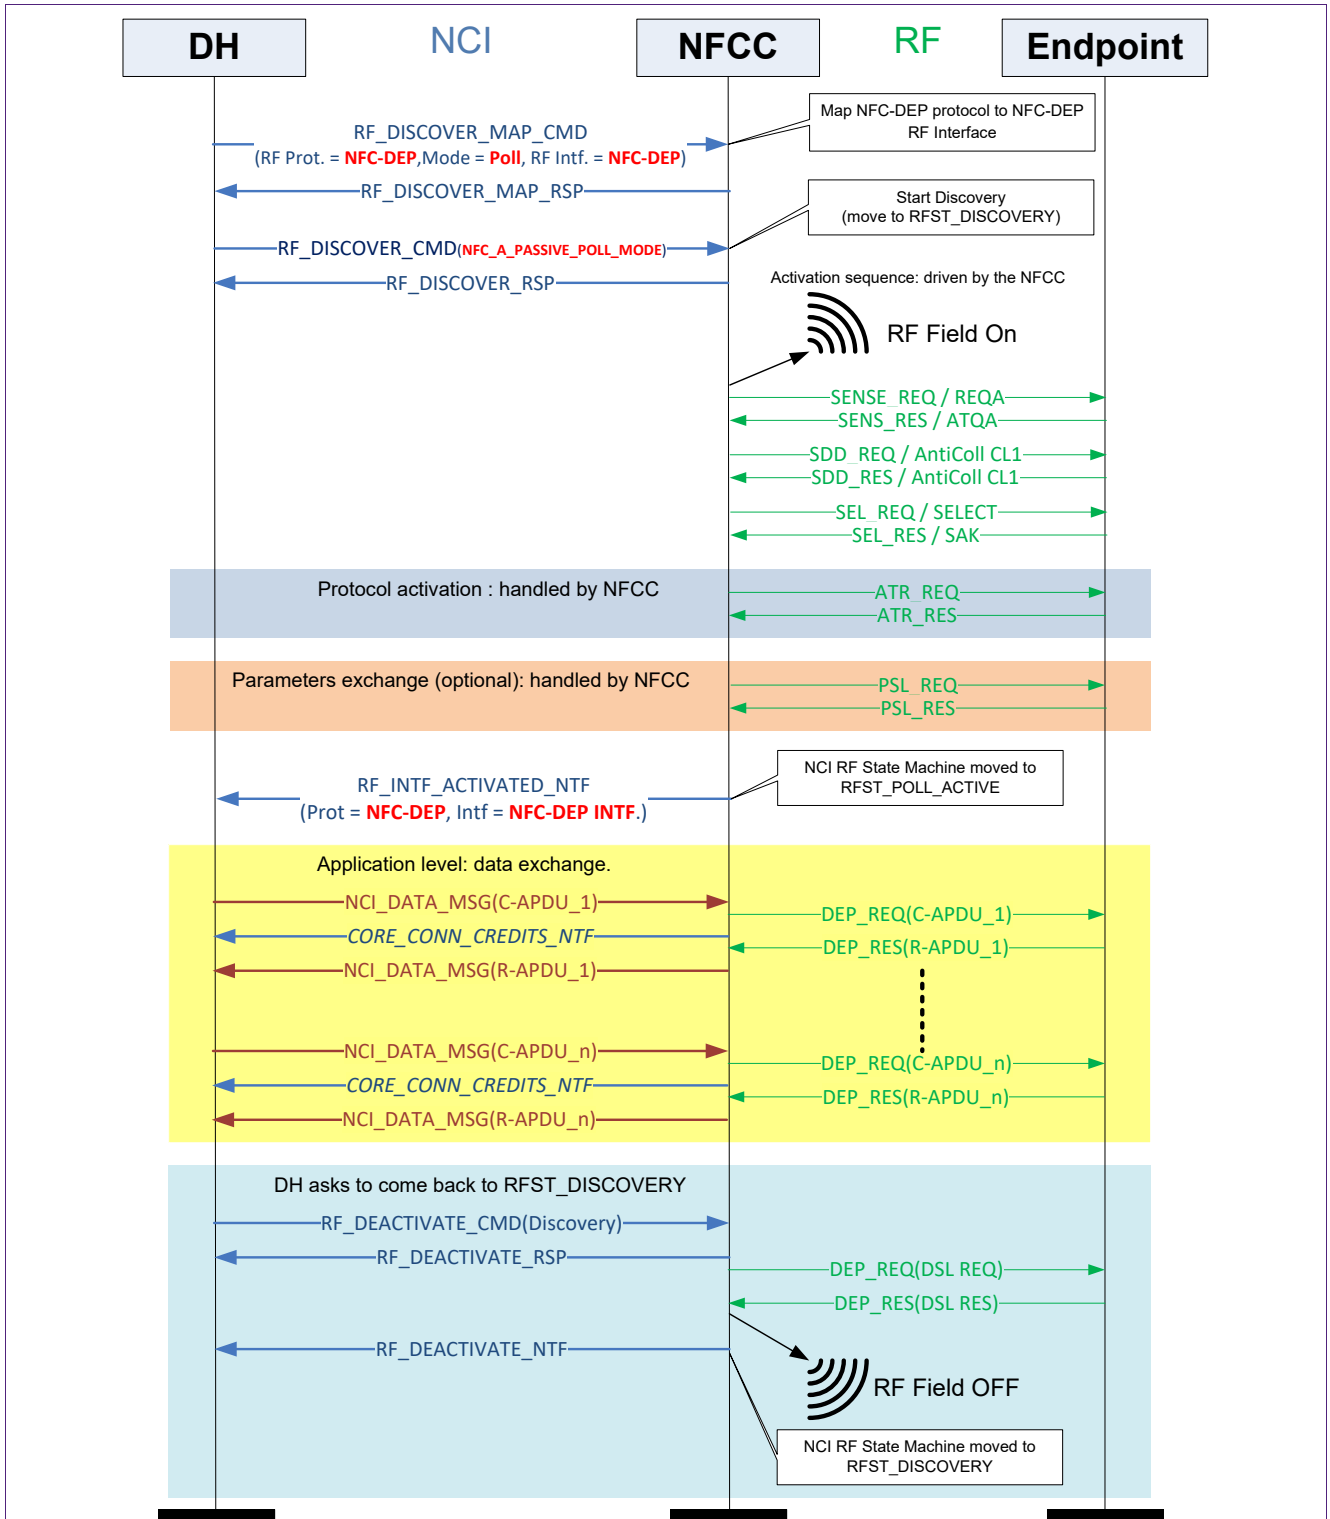 DH
NCI
NFCC
RF
Endpoint
Map NFC-DEP protocol to NFC-DEP
RF Interface
RF_DISCOVER_MAP_CMD
(RF Prot. = NFC-DEP,Mode = Poll, RF Intf. = NFC-DEP)
RF_DISCOVER_MAP_RSP
Start Discovery
(move to RFST_DISCOVERY)
RF_DISCOVER_CMD(NFC_A_PASSIVE_POLL_MODE)
RF_DISCOVER_RSP
Activation sequence: driven by the NFCC
RF Field On
SENSE_REQ / REQA
SENS_RES / ATQA
SDD_REQ / AntiColl CL1
SDD_RES / AntiColl CL1
SEL_REQ / SELECT
SEL_RES / SAK
Protocol activation : handled by NFCC
ATR_REQ
ATR_RES
Parameters exchange (optional): handled by NFCC
PSL_REQ
PSL_RES
NCI RF State Machine moved to
RFST_POLL_ACTIVE
RF_INTF_ACTIVATED_NTF
(Prot = NFC-DEP, Intf = NFC-DEP INTF.)
Application level: data exchange.
NCI_DATA_MSG(C-APDU_1)
DEP_REQ(C-APDU_1)
CORE_CONN_CREDITS_NTF
DEP_RES(R-APDU_1)
NCI_DATA_MSG(R-APDU_1)
NCI_DATA_MSG(C-APDU_n)
DEP_REQ(C-APDU_n)
CORE_CONN_CREDITS_NTF
DEP_RES(R-APDU_n)
NCI_DATA_MSG(R-APDU_n)
DH asks to come back to RFST_DISCOVERY
RF_DEACTIVATE_CMD(Discovery)
RF_DEACTIVATE_RSP
DEP_REQ(DSL REQ)
DEP_RES(DSL RES)
RF_DEACTIVATE_NTF
RF Field OFF
NCI RF State Machine moved to
RFST_DISCOVERY